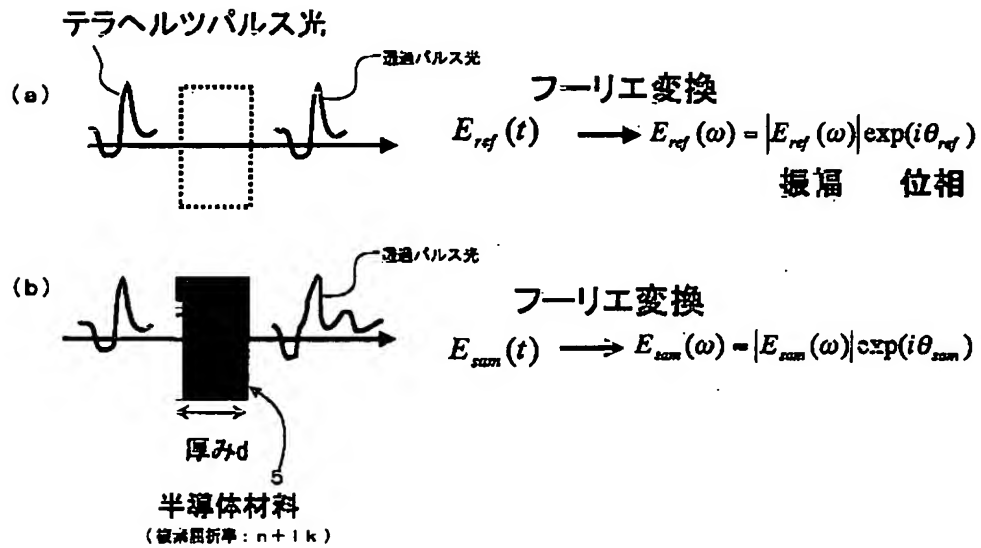 テラヘルツパルス光
透過パルス光
(a)
フーリエ変換
E_ref(t) → E_ref(ω) = |E_ref(ω)| exp(iθ_ref)
振幅 位相
透過パルス光
(b)
フーリエ変換
E_sam(t) → E_sam(ω) = |E_sam(ω)| exp(iθ_sam)
厚みd
5
半導体材料
(複素屈折率:n+ik)